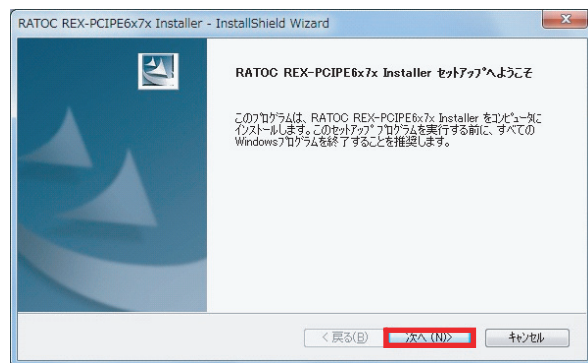 RATOC REX-PCIPE6x7x Installer - InstallShield Wizard
RATOC REX-PCIPE6x7x Installer ｾｯﾄｱｯﾌﾟへようこそ
このﾌﾟﾛｸﾞﾗﾑは、RATOC REX-PCIPE6x7x Installer をｺﾝﾋﾟｭｰﾀに
ｲﾝｽﾄｰﾙします。このｾｯﾄｱｯﾌﾟ ﾌﾟﾛｸﾞﾗﾑを実行する前に、すべての
Windowsﾌﾟﾛｸﾞﾗﾑを終了することを推奨します。
< 戻る(B)
次へ (N)>
ｷｬﾝｾﾙ